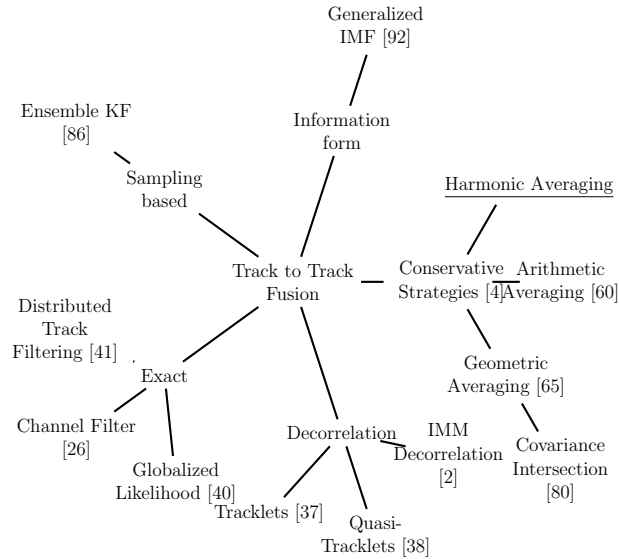 Generalized
IMF [92]
Ensemble KF
[86]
Information
form
Sampling
based
Harmonic Averaging
Track to Track
Fusion
Conservative
Strategies [4]
Arithmetic
Averaging [60]
Distributed
Track
Filtering [41]
Exact
Geometric
Averaging [65]
Channel Filter
[26]
Globalized
Likelihood [40]
Decorrelation
IMM
Decorrelation
[2]
Covariance
Intersection
[80]
Tracklets [37]
Quasi-
Tracklets [38]